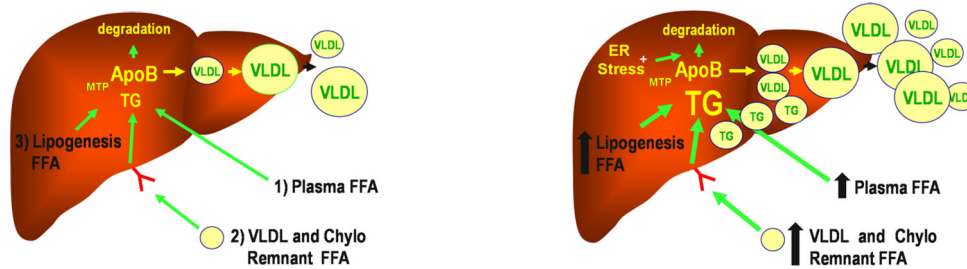 degradation
MTP ApoB
TG
VLDL
VLDL
VLDL
VLDL
3) Lipogenesis
FFA
1) Plasma FFA
2) VLDL and Chylo
Remnant FFA
degradation
ER +
Stress
MTP ApoB
TG
VLDL
VLDL
TG
TG
TG
VLDL
VLDL
VLDL
VLDL
VLDL
VLDL
VLDL
Lipogenesis
FFA
Plasma FFA
VLDL and Chylo
Remnant FFA